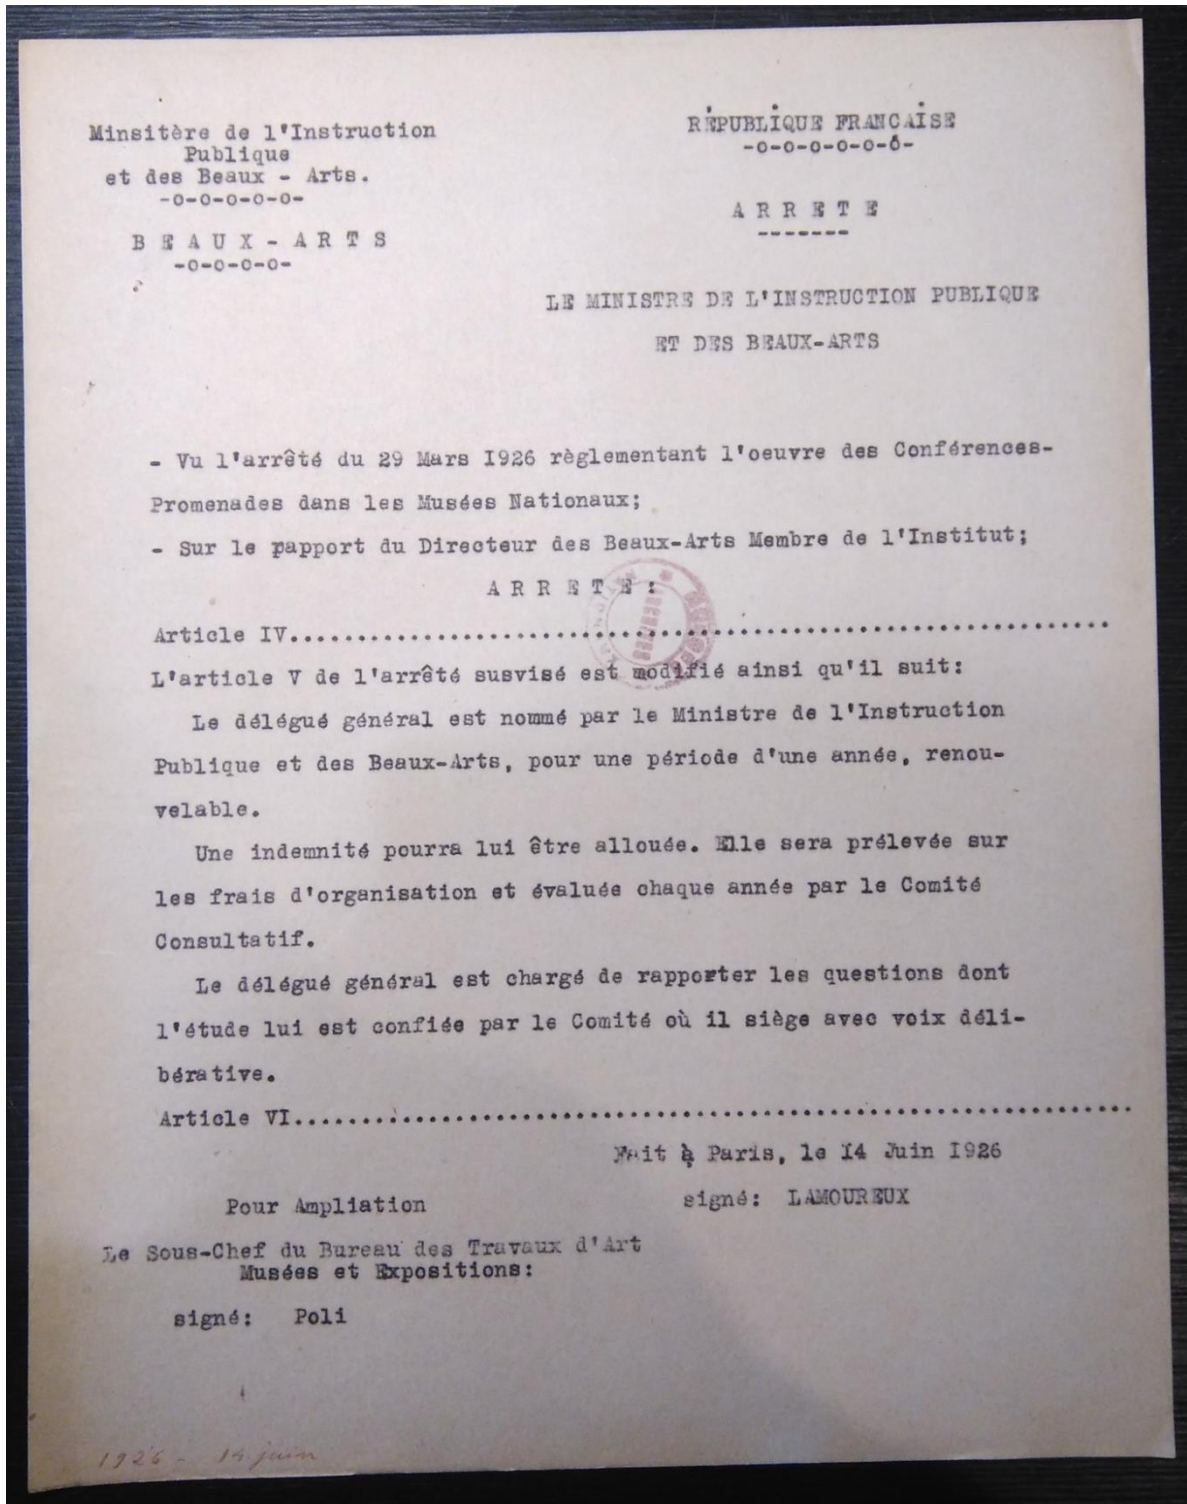 Minsitère de l'Instruction
Publique
et des Beaux - Arts.
-o-o-o-o-o-
BEAUX-ARTS
-o-o-o-o-
RÉPUBLIQUE FRANCAISE
-o-o-o-o-o-o-
ARRETE
-------
LE MINISTRE DE L'INSTRUCTION PUBLIQUE
ET DES BEAUX-ARTS
- Vu l'arrêté du 29 Mars I926 règlementant l'oeuvre des Conférences-
Promenades dans les Musées Nationaux;
- Sur le rapport du Directeur des Beaux-Arts Membre de l'Institut;
ARRETE:
Article IV.............................................................
L'article V de l'arrêté susvisé est modifié ainsi qu'il suit:
Le délégué général est nommé par le Ministre de l'Instruction
Publique et des Beaux-Arts, pour une période d'une année, renou-
velable.
Une indemnité pourra lui être allouée. Elle sera prélevée sur
les frais d'organisation et évaluée chaque année par le Comité
Consultatif.
Le délégué général est chargé de rapporter les questions dont
l'étude lui est confiée par le Comité où il siège avec voix déli-
bérative.
Article VI..............................................................
Fait à Paris, le I4 Juin I926
signé: LAMOUREUX
Pour Ampliation
Le Sous-Chef du Bureau des Travaux d'Art
Musées et Expositions:
signé: Poli
1926 - 14 juin